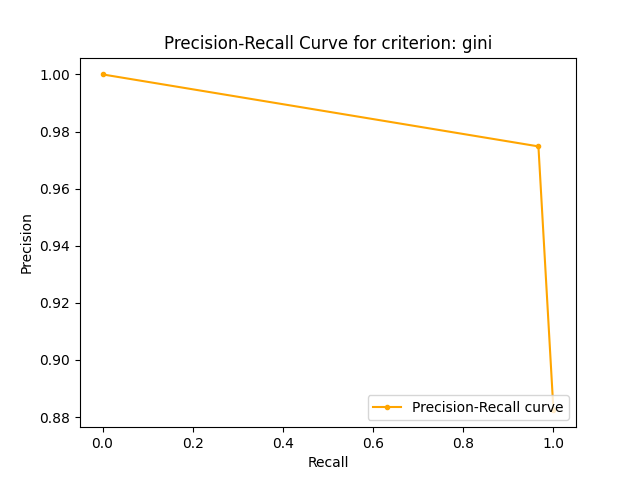 Precision-Recall Curve for criterion: gini
1.00
0.98
0.96
0.94
0.92
0.90
0.88
Precision
Precision-Recall curve
0.0 0.2 0.4 0.6 0.8 1.0
Recall